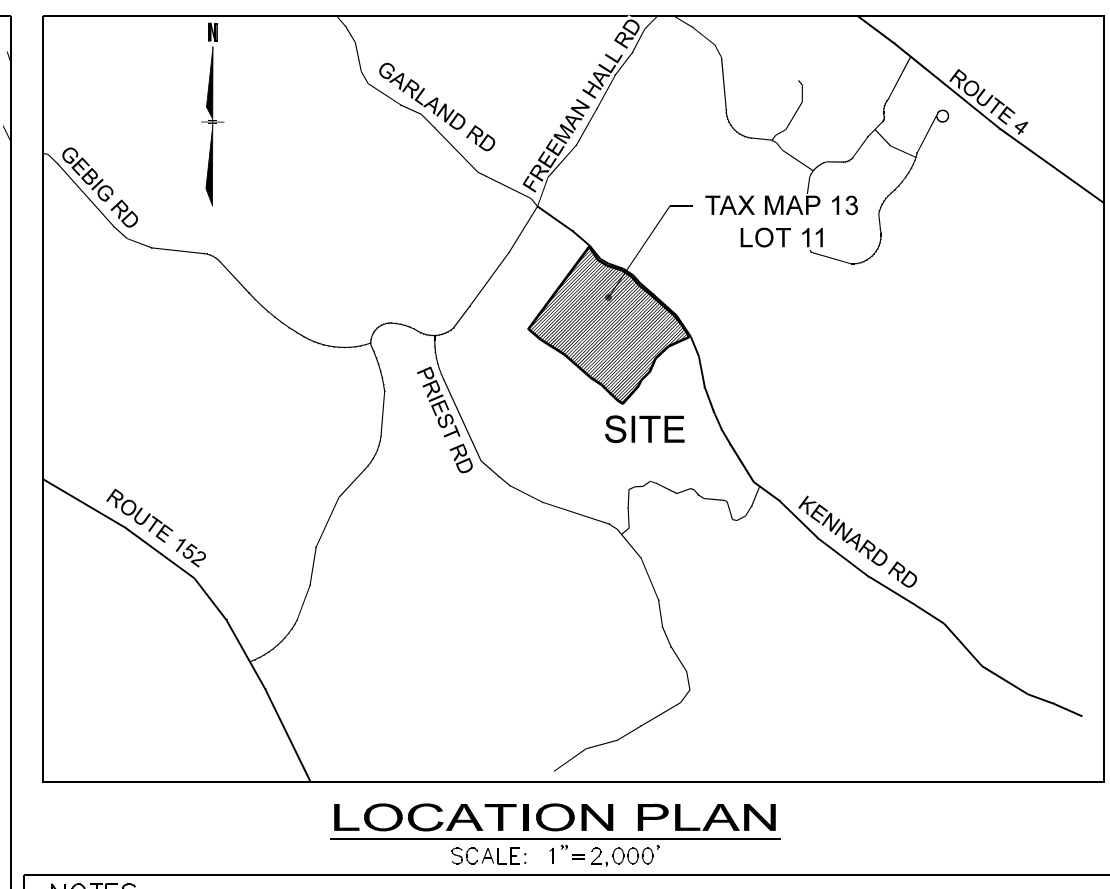 N
FREEMAN HALL RD
GARLAND RD
ROUTE 4
GEBIG RD
TAX MAP 13
LOT 11
PRIEST RD
SITE
ROUTE 152
KENNARD RD
LOCATION PLAN
SCALE: 1"=2,000'
NOTES